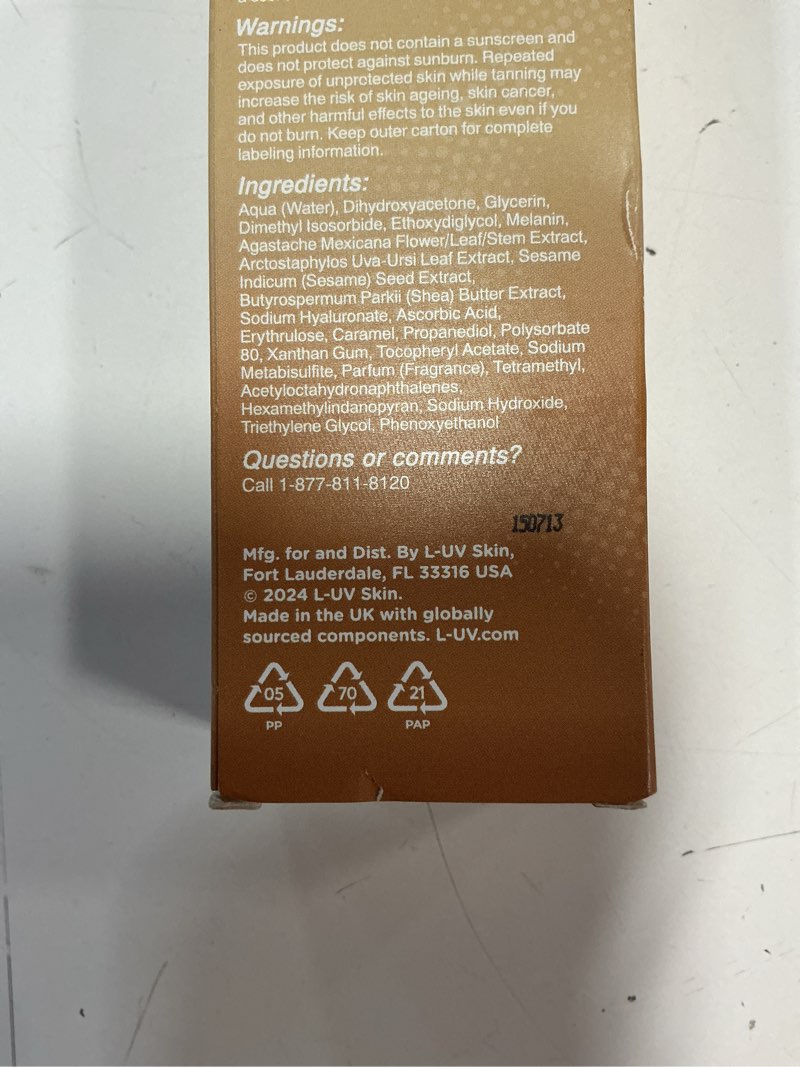 Warnings:
This product does not contain a sunscreen and
does not protect against sunburn. Repeated
exposure of unprotected skin while tanning may
increase the risk of skin ageing, skin cancer,
and other harmful effects to the skin even if you
do not burn. Keep outer carton for complete
labeling information.
Ingredients:
Aqua (Water), Dihydroxyacetone, Glycerin,
Dimethyl Isosorbide, Ethoxydiglycol, Melanin,
Agastache Mexicana Flower/Leaf/Stem Extract,
Arctostaphylos Uva-Ursi Leaf Extract, Sesame
Indicum (Sesame) Seed Extract,
Butyrospermum Parkii (Shea) Butter Extract,
Sodium Hyaluronate, Ascorbic Acid,
Erythrulose, Caramel, Propanediol, Polysorbate
80, Xanthan Gum, Tocopheryl Acetate, Sodium
Metabisulfite, Parfum (Fragrance), Tetramethyl,
Acetyloctahydronaphthalenes,
Hexamethylindanopyran, Sodium Hydroxide,
Triethylene Glycol, Phenoxyethanol
Questions or comments?
Call 1-877-811-8120
150713
Mfg. for and Dist. By L-UV Skin,
Fort Lauderdale, FL 33316 USA
© 2024 L-UV Skin.
Made in the UK with globally
sourced components. L-UV.com
05 70 21
PP PAP